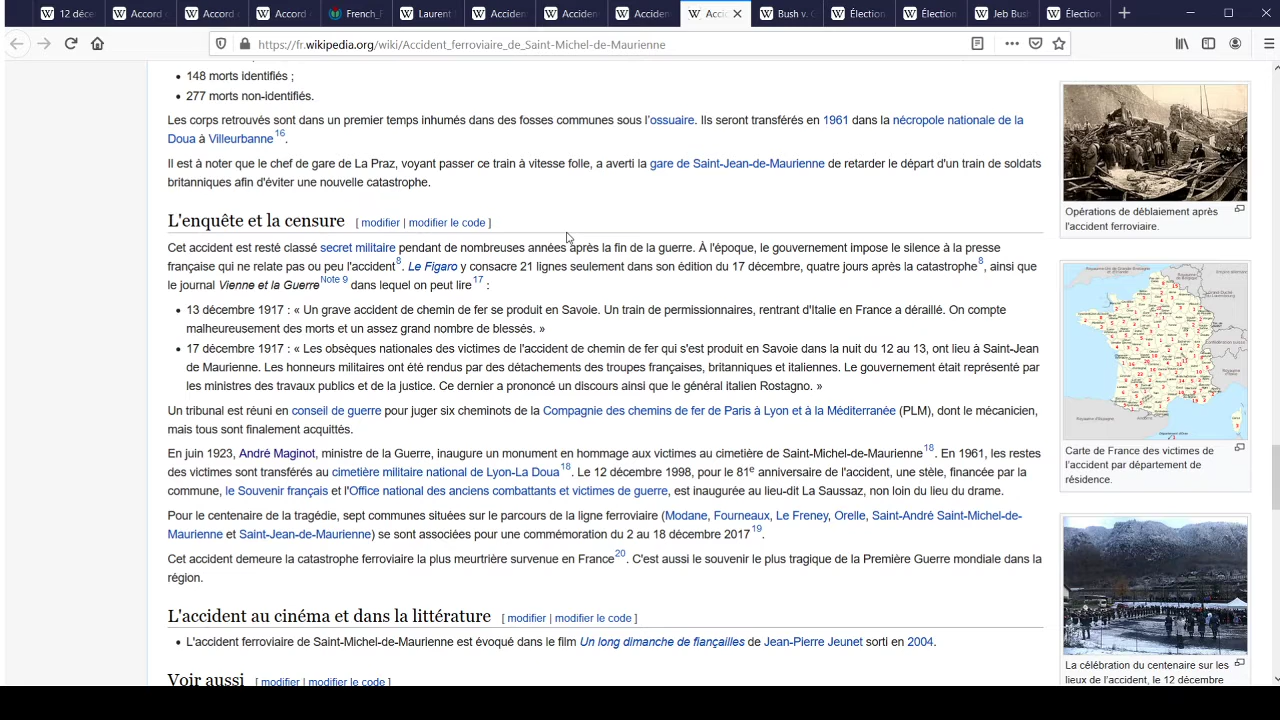 12 déce
Accord
Accord
Accord
French_F
Laurent
Acciden
Acciden
Acciden
Acci
Bush v. G
Élection
Élection
Jeb Bus
Élection
https://fr.wikipedia.org/wiki/Accident_ferroviaire_de_Saint-Michel-de-Maurienne
148 morts identifiés ;
277 morts non-identifiés.
Les corps retrouvés sont dans un premier temps inhumés dans des fosses communes sous l'ossuaire. Ils seront transférés en 1961 dans la nécropole nationale de la
Doua à Villeurbanne 16.
Il est à noter que le chef de gare de La Praz, voyant passer ce train à vitesse folle, a averti la gare de Saint-Jean-de-Maurienne de retarder le départ d'un train de soldats
britanniques afin d'éviter une nouvelle catastrophe.
L'enquête et la censure [ modifier | modifier le code ]
Cet accident est resté classé secret militaire pendant de nombreuses années après la fin de la guerre. À l'époque, le gouvernement impose le silence à la presse
française qui ne relate pas ou peu l'accident8. Le Figaro y consacre 21 lignes seulement dans son édition du 17 décembre, quatre jours après la catastrophe8, ainsi que
le journal Vienne et la GuerreNote 9 dans lequel on peut lire17 :
13 décembre 1917 : « Un grave accident de chemin de fer se produit en Savoie. Un train de permissionnaires, rentrant d'Italie en France a déraillé. On compte
malheureusement des morts et un assez grand nombre de blessés. »
17 décembre 1917 : « Les obsèques nationales des victimes de l'accident de chemin de fer qui s'est produit en Savoie dans la nuit du 12 au 13, ont lieu à Saint-Jean
de Maurienne. Les honneurs militaires ont été rendus par des détachements des troupes françaises, britanniques et italiennes. Le gouvernement était représenté par
les ministres des travaux publics et de la justice. Ce dernier a prononcé un discours ainsi que le général italien Rostagno. »
Un tribunal est réuni en conseil de guerre pour juger six cheminots de la Compagnie des chemins de fer de Paris à Lyon et à la Méditerranée (PLM), dont le mécanicien,
mais tous sont finalement acquittés.
En juin 1923, André Maginot, ministre de la Guerre, inaugure un monument en hommage aux victimes au cimetière de Saint-Michel-de-Maurienne18. En 1961, les restes
des victimes sont transférés au cimetière militaire national de Lyon-La Doua18. Le 12 décembre 1998, pour le 81e anniversaire de l'accident, une stèle, financée par la
commune, le Souvenir français et l'Office national des anciens combattants et victimes de guerre, est inaugurée au lieu-dit La Saussaz, non loin du lieu du drame.
Pour le centenaire de la tragédie, sept communes situées sur le parcours de la ligne ferroviaire (Modane, Fourneaux, Le Freney, Orelle, Saint-André Saint-Michel-de-
Maurienne et Saint-Jean-de-Maurienne) se sont associées pour une commémoration du 2 au 18 décembre 201719.
Cet accident demeure la catastrophe ferroviaire la plus meurtrière survenue en France20. C'est aussi le souvenir le plus tragique de la Première Guerre mondiale dans la
région.
L'accident au cinéma et dans la littérature [ modifier | modifier le code ]
L'accident ferroviaire de Saint-Michel-de-Maurienne est évoqué dans le film Un long dimanche de fiançailles de Jean-Pierre Jeunet sorti en 2004.
Voir aussi [ modifier | modifier le code ]
Opérations de déblaiement après
l'accident ferroviaire.
Carte de France des victimes de
l'accident par département de
résidence.
La célébration du centenaire sur les
lieux de l'accident, le 12 décembre